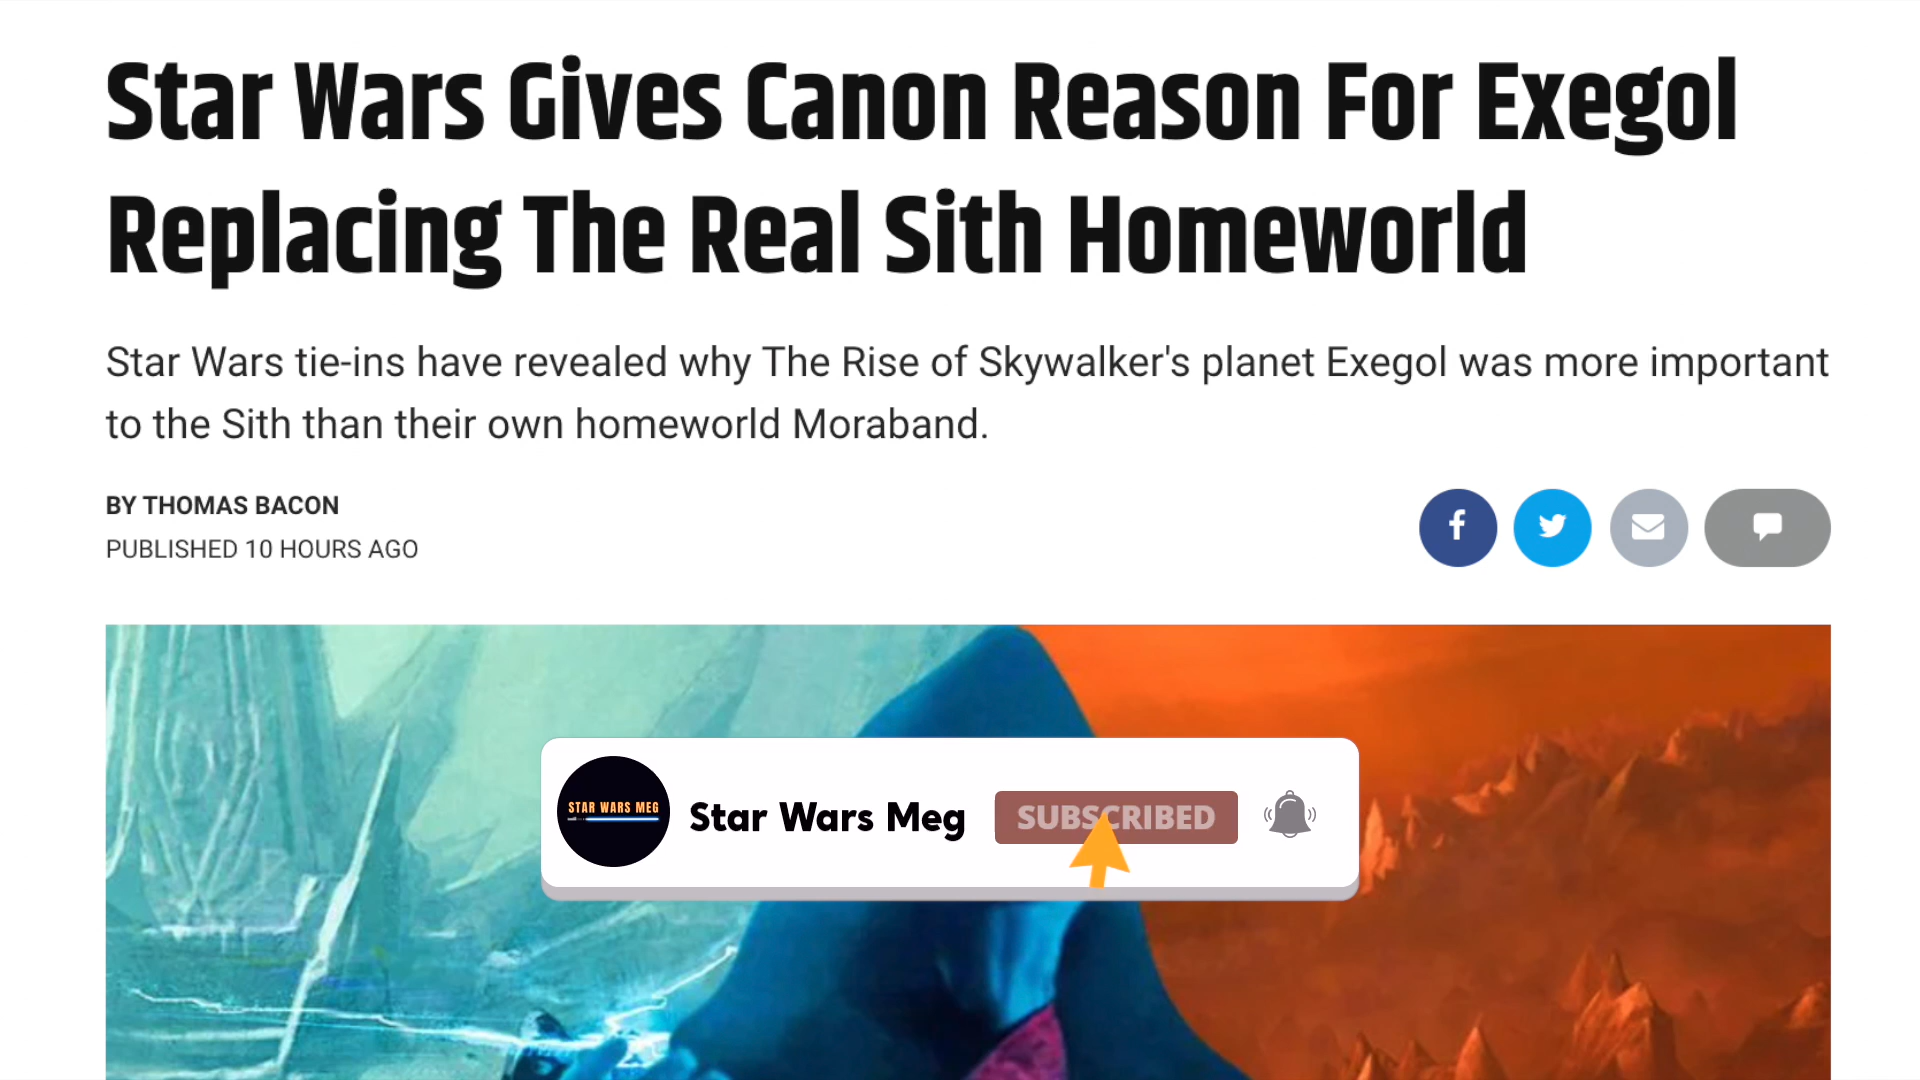 Star Wars Gives Canon Reason For Exegol
Replacing The Real Sith Homeworld
Star Wars tie-ins have revealed why The Rise of Skywalker's planet Exegol was more important
to the Sith than their own homeworld Moraband.
BY THOMAS BACON
PUBLISHED 10 HOURS AGO
STAR WARS MEG
Star Wars Meg
SUBSCRIBED